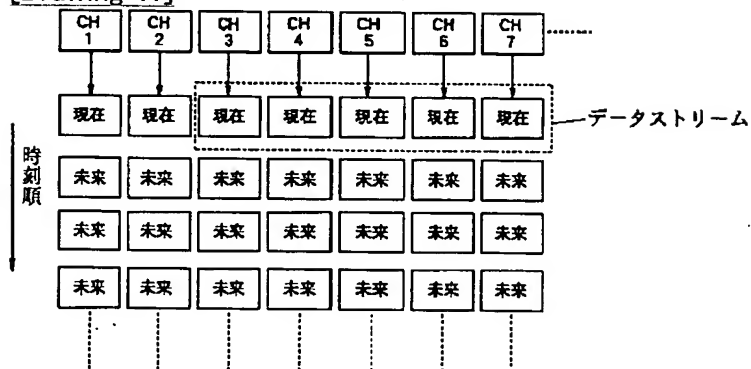 CH 1 CH 2 CH 3 CH 4 CH 5 CH 6 CH 7
現在 現在 現在 現在 現在 現在 現在 データストリーム
時刻順
未来 未来 未来 未来 未来 未来 未来
未来 未来 未来 未来 未来 未来 未来
未来 未来 未来 未来 未来 未来 未来